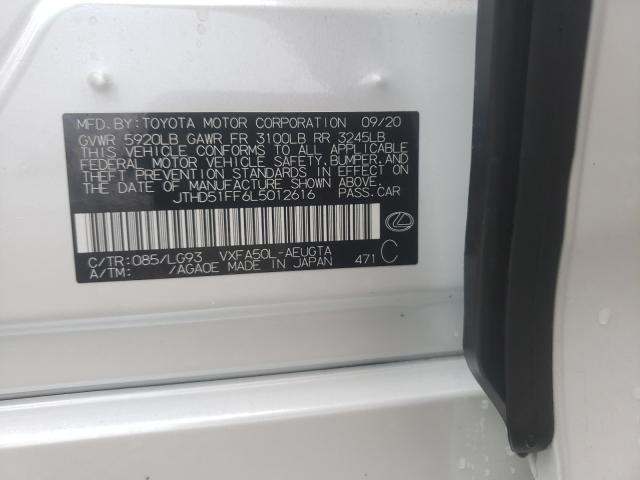 MFD. BY: TOYOTA MOTOR CORPORATION 09/20
GVWR 5920LB GAWR FR 3100LB RR 3245LB
THIS VEHICLE CONFORMS TO ALL APPLICABLE
FEDERAL MOTOR VEHICLE SAFETY, BUMPER, AND
THEFT PREVENTION STANDARDS IN EFFECT ON
THE DATE OF MANUFACTURE SHOWN ABOVE.
JTHD51FF6L5012616 PASS.CAR
C/TR: 085/LG93 VXFA50L-AEUGTA C
A/TM: /AGAOE MADE IN JAPAN 471